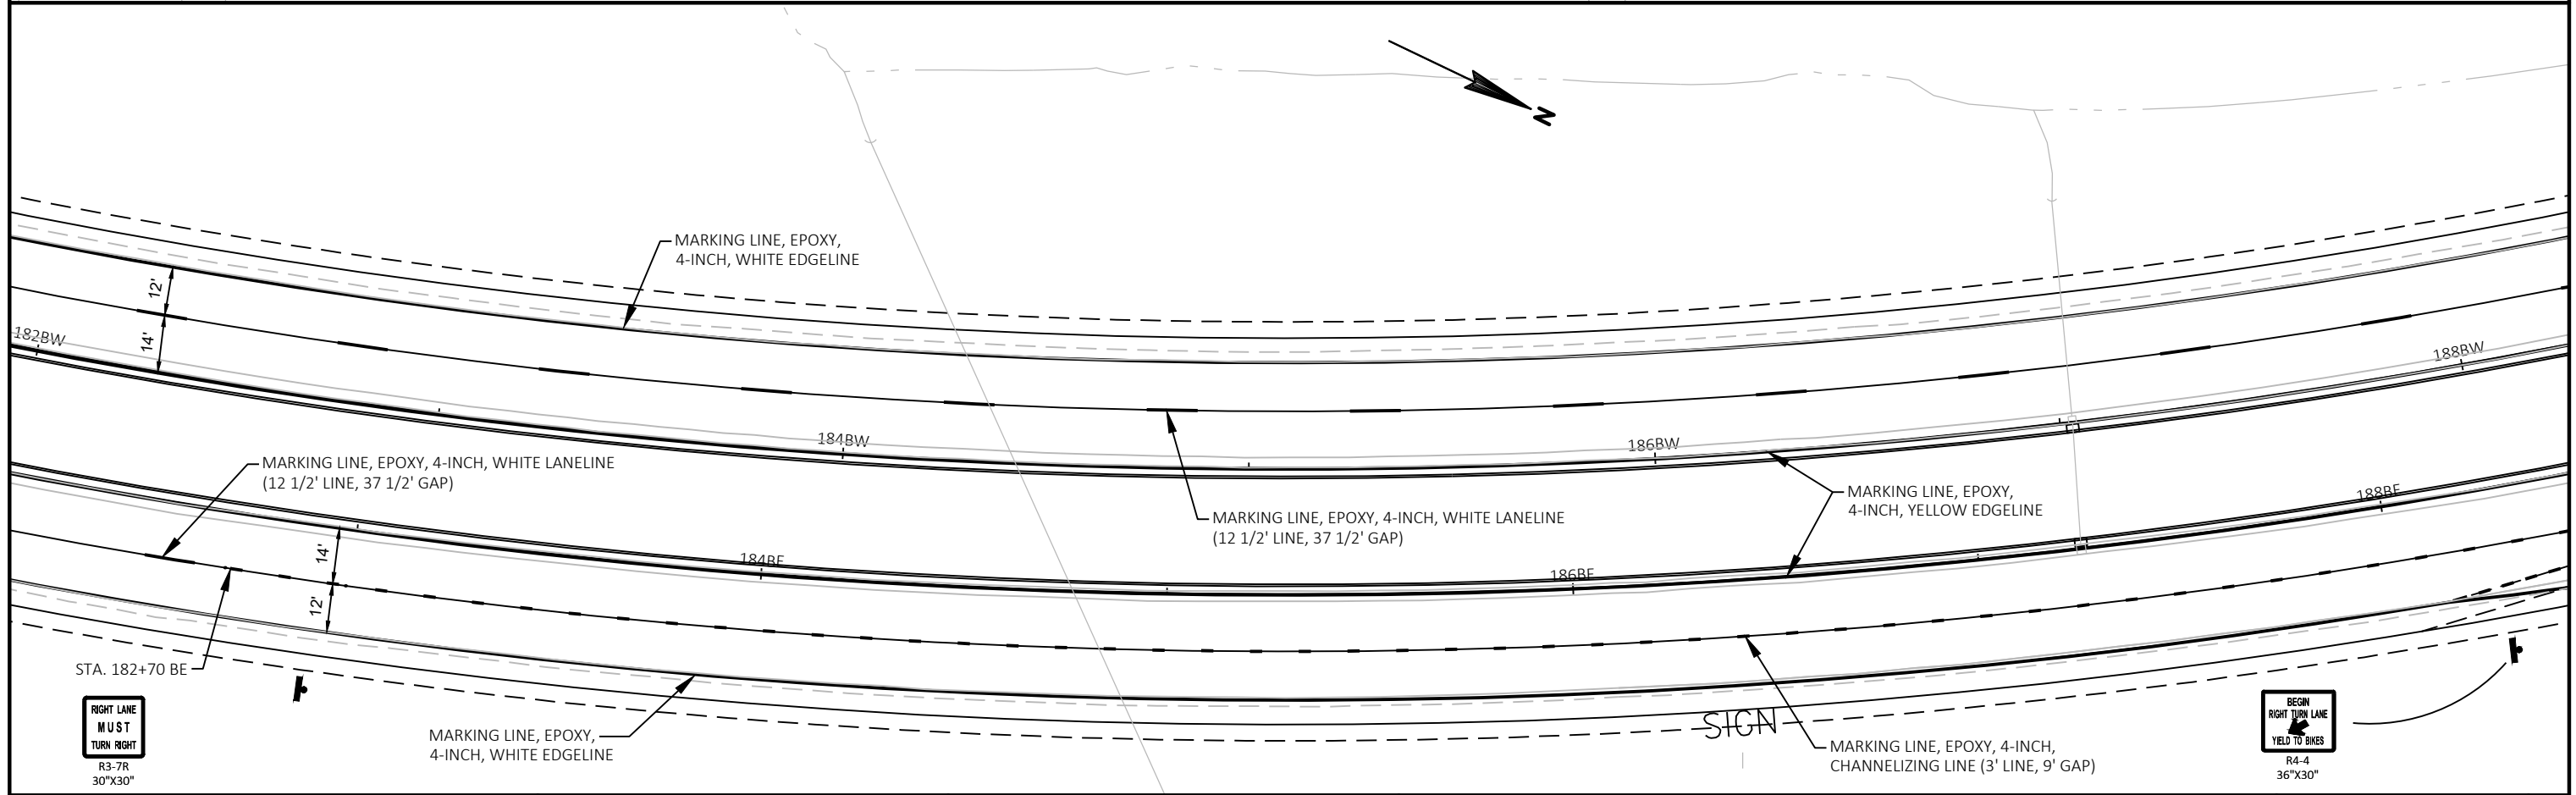 N
MARKING LINE, EPOXY,
4-INCH, WHITE EDGELINE
12'
14'
182BW
184BW
186BW
188BW
MARKING LINE, EPOXY, 4-INCH, WHITE LANELINE
(12 1/2' LINE, 37 1/2' GAP)
MARKING LINE, EPOXY, 4-INCH, WHITE LANELINE
(12 1/2' LINE, 37 1/2' GAP)
MARKING LINE, EPOXY,
4-INCH, YELLOW EDGELINE
188BE
184BE
186BE
14'
12'
STA. 182+70 BE
RIGHT LANE
MUST
TURN RIGHT
R3-7R
30"X30"
MARKING LINE, EPOXY,
4-INCH, WHITE EDGELINE
SIGN
MARKING LINE, EPOXY, 4-INCH,
CHANNELIZING LINE (3' LINE, 9' GAP)
BEGIN
RIGHT TURN LANE
YIELD TO BIKES
R4-4
36"X30"